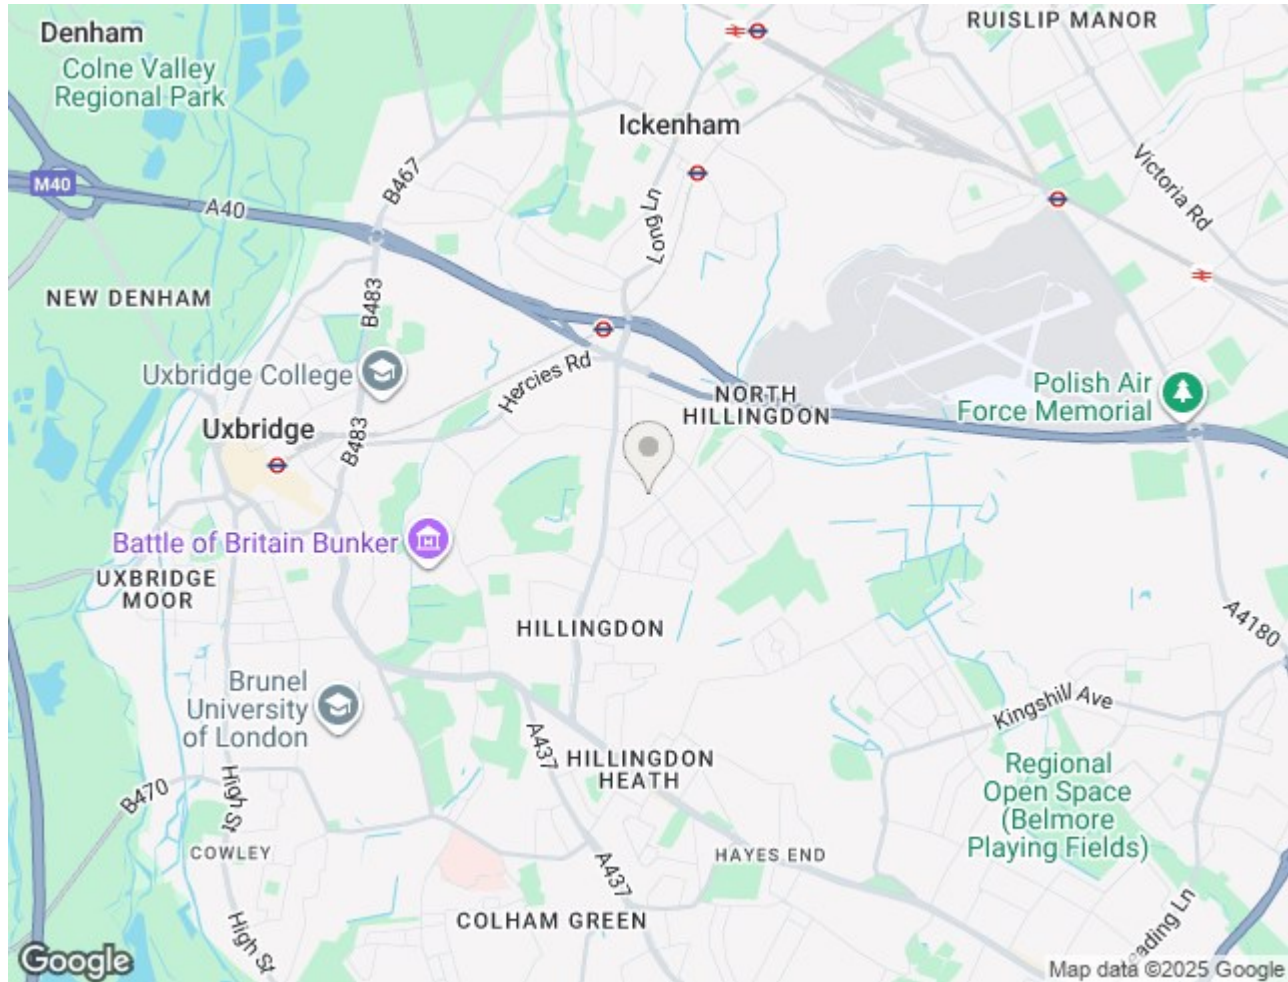 RUISLIP MANOR
Denham
Colne Valley
Regional Park
Ickenham
Victoria Rd
M40
B467
A40
Long Ln
NEW DENHAM
B483
Uxbridge College
Hercies Rd
NORTH
HILLINGDON
Polish Air
Force Memorial
Uxbridge
B483
Battle of Britain Bunker
UXBRIDGE
MOOR
HILLINGDON
A4180
Brunel
University
of London
Kingshill Ave
A437
HILLINGDON
HEATH
Regional
Open Space
(Belmore
Playing Fields)
B470
High St
COWLEY
HAYES END
A437
COLHAM GREEN
High St
eading Ln
Google
Map data ©2025 Google